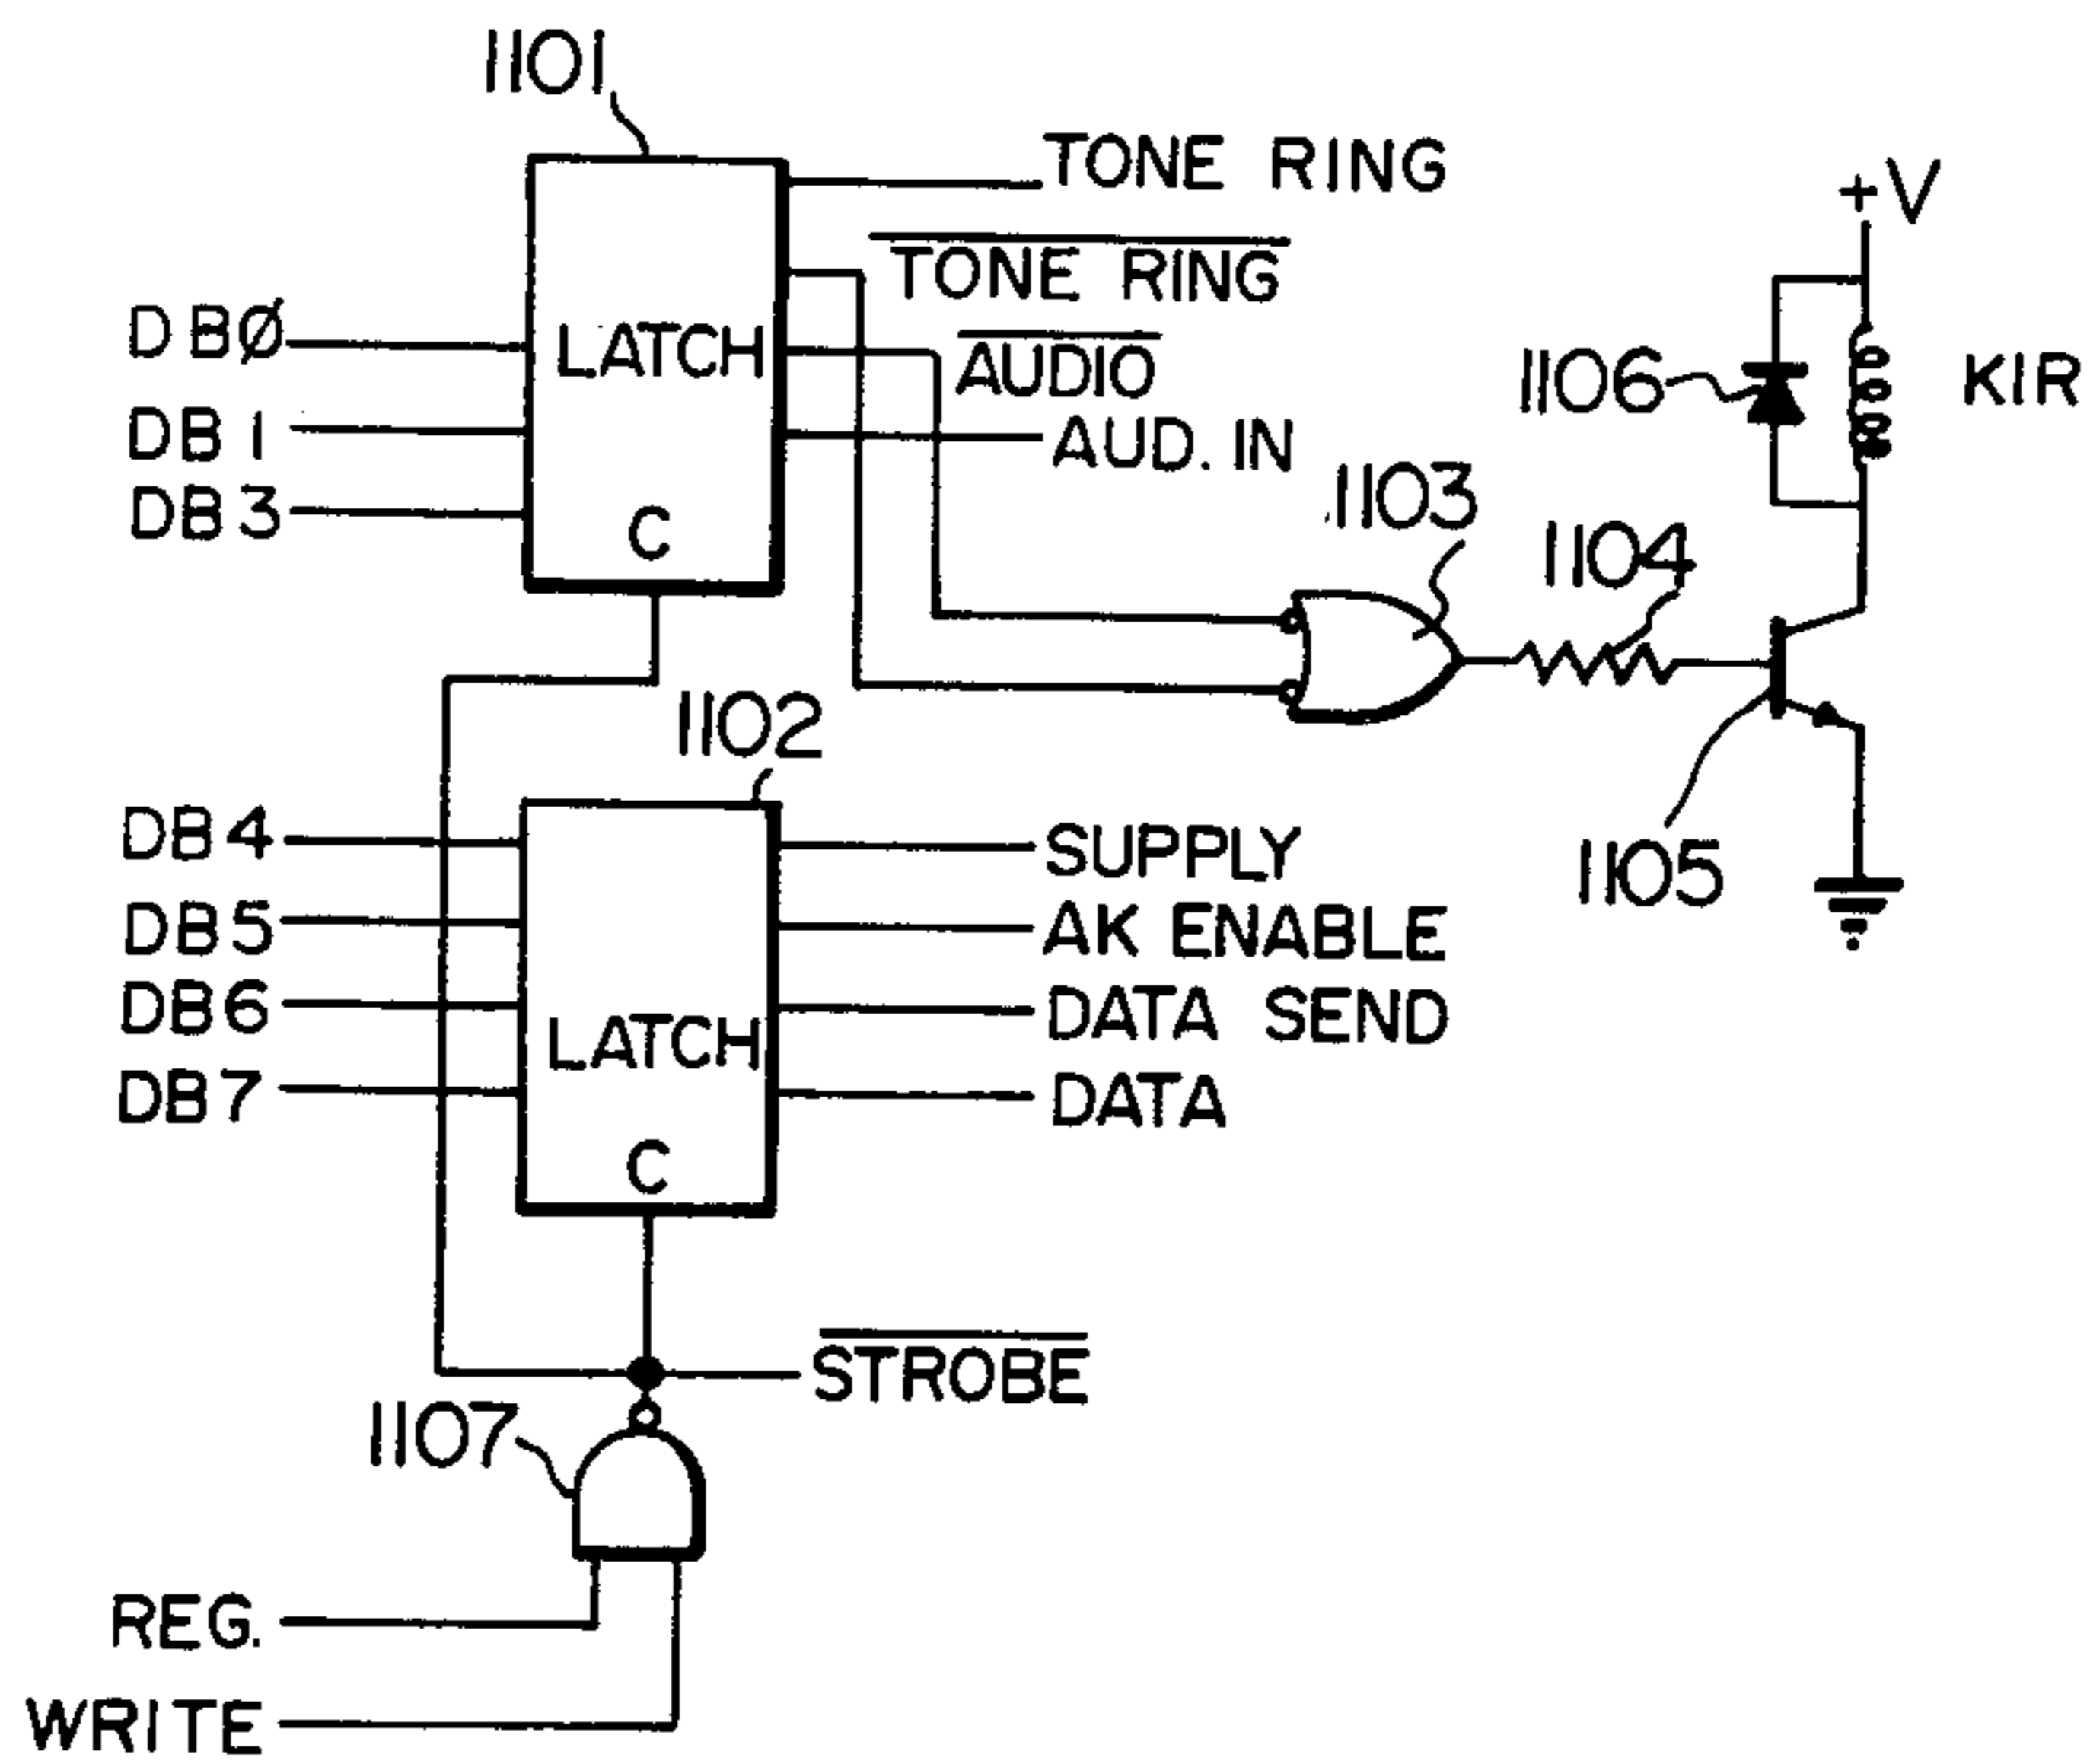 1101
TONE RING
+V
TONE RING
DBØ
LATCH
AUDIO
1106
KIR
DB1
AUD. IN
DB3
C
1103
1104
1102
DB4
SUPPLY
1105
DB5
AK ENABLE
DB6
LATCH
DATA SEND
DB7
DATA
C
STROBE
1107
REG.
WRITE